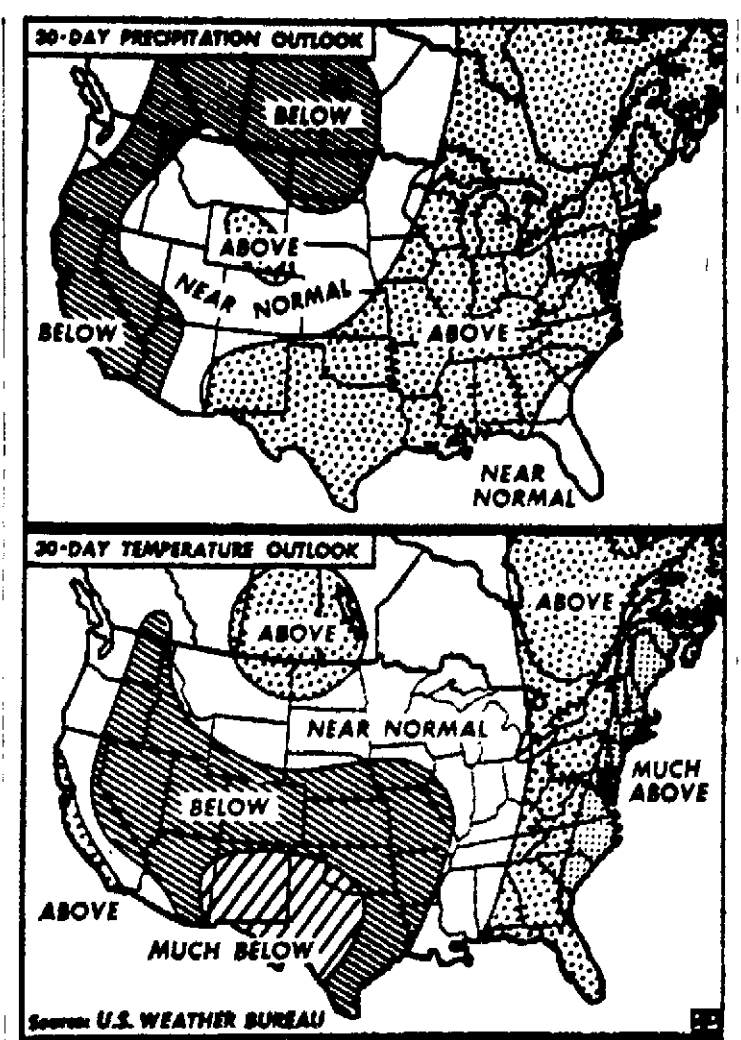 30-DAY PRECIPITATION OUTLOOK
BELOW
ABOVE
NEAR NORMAL
BELOW
ABOVE
NEAR
NORMAL
30-DAY TEMPERATURE OUTLOOK
ABOVE
ABOVE
NEAR NORMAL
MUCH
ABOVE
BELOW
ABOVE
MUCH BELOW
Source: U.S. WEATHER BUREAU